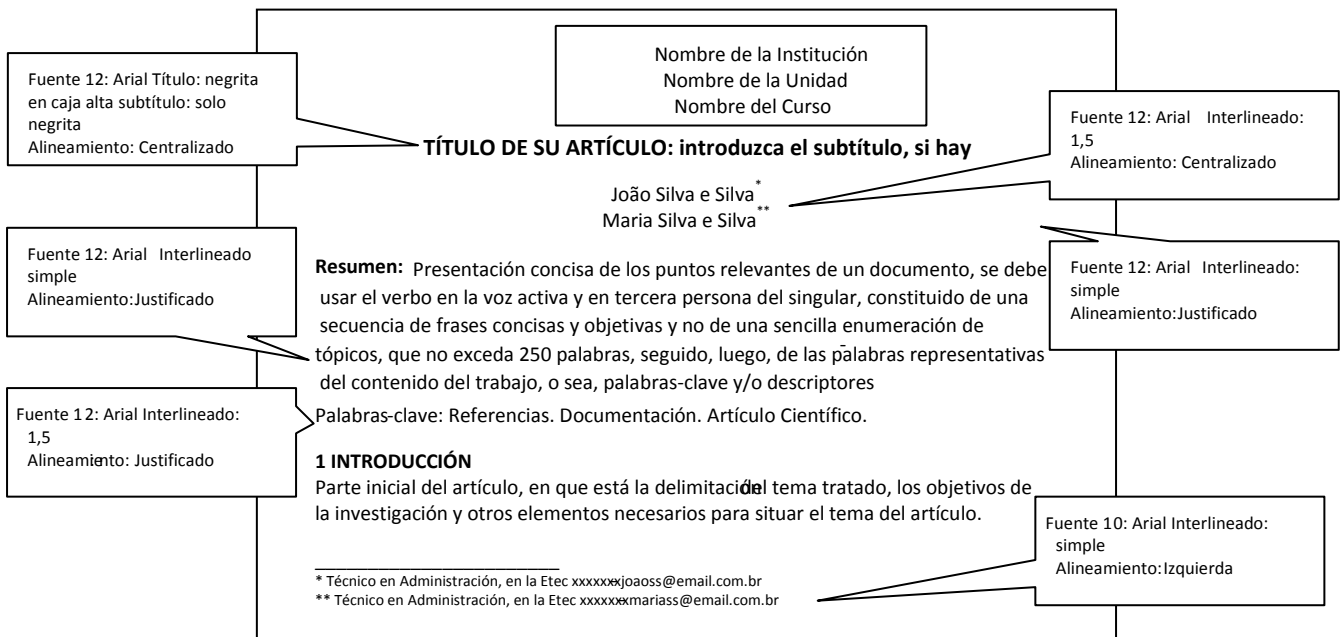 Nombre de la Institución
Nombre de la Unidad
Nombre del Curso
Fuente 12: Arial Título: negrita
en caja alta subtítulo: solo
negrita
Alineamiento: Centralizado
TÍTULO DE SU ARTÍCULO: introduzca el subtítulo, si hay
Fuente 12: Arial Interlineado:
1,5
Alineamiento: Centralizado
João Silva e Silva*
Maria Silva e Silva**
Fuente 12: Arial Interlineado
simple
Alineamiento:Justificado
Fuente 12: Arial Interlineado:
simple
Alineamiento:Justificado
Resumen: Presentación concisa de los puntos relevantes de un documento, se debe
usar el verbo en la voz activa y en tercera persona del singular, constituido de una
secuencia de frases concisas y objetivas y no de una sencilla enumeración de
tópicos, que no exceda 250 palabras, seguido, luego, de las palabras representativas
del contenido del trabajo, o sea, palabras-clave y/o descriptores
Fuente 12: Arial Interlineado:
1,5
Alineamiento: Justificado
Palabras-clave: Referencias. Documentación. Artículo Científico.
1 INTRODUCCIÓN
Parte inicial del artículo, en que está la delimitación del tema tratado, los objetivos de
la investigación y otros elementos necesarios para situar el tema del artículo.
Fuente 10: Arial Interlineado:
simple
Alineamiento:Izquierda
* Técnico en Administración, en la Etec xxxxxxxjoaoss@email.com.br
** Técnico en Administración, en la Etec xxxxxxxmariass@email.com.br